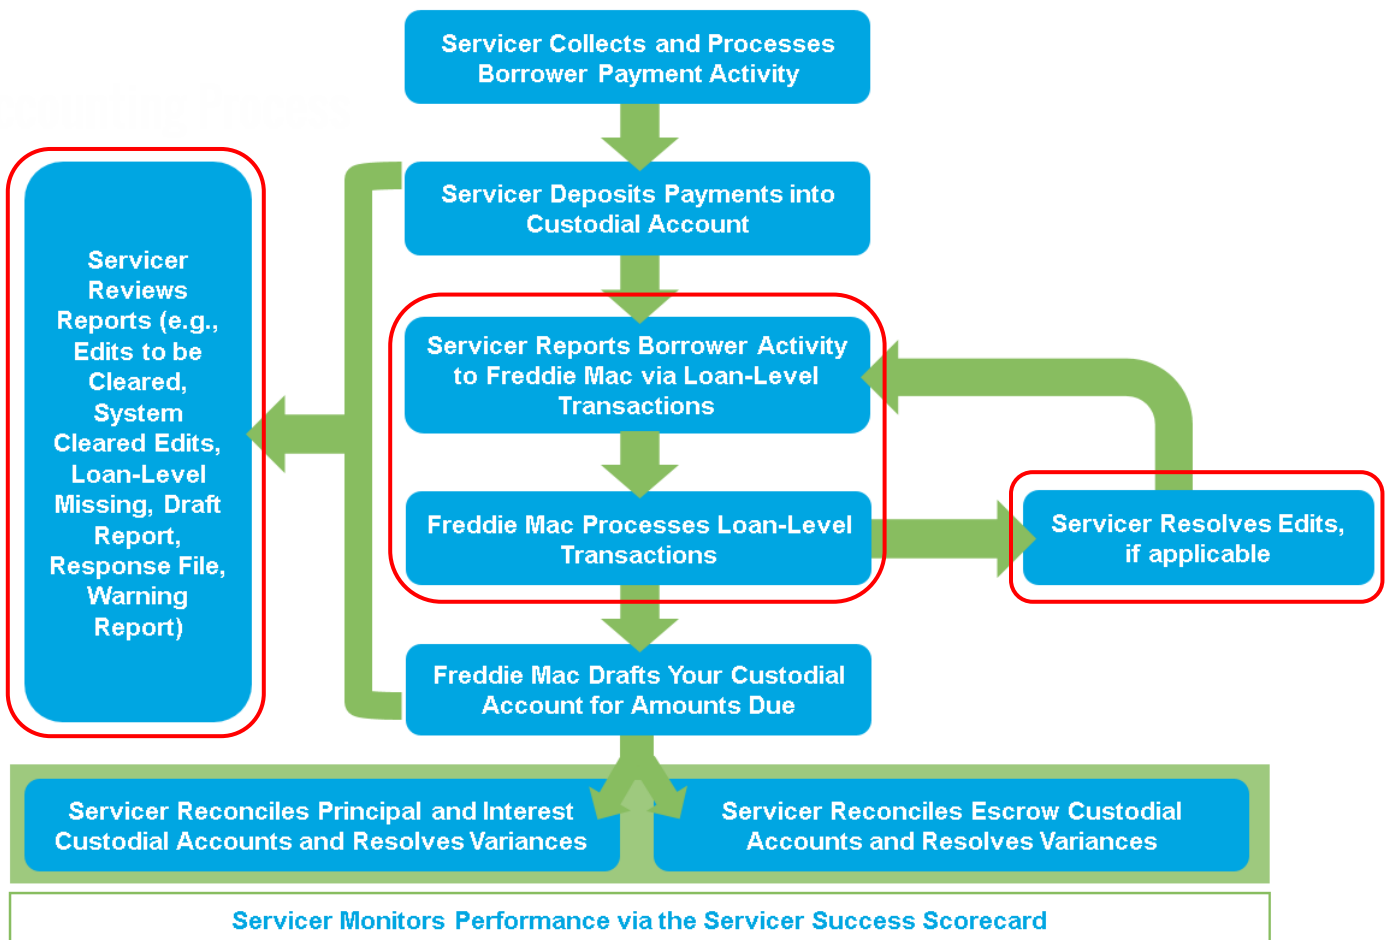 Servicer Collects and Processes
Borrower Payment Activity
Servicer Deposits Payments into
Custodial Account
Servicer
Reviews
Reports (e.g.,
Edits to be
Cleared,
System
Cleared Edits,
Loan-Level
Missing, Draft
Report,
Response File,
Warning
Report)
Servicer Reports Borrower Activity
to Freddie Mac via Loan-Level
Transactions
Freddie Mac Processes Loan-Level
Transactions
Servicer Resolves Edits,
if applicable
Freddie Mac Drafts Your Custodial
Account for Amounts Due
Servicer Reconciles Principal and Interest
Custodial Accounts and Resolves Variances
Servicer Reconciles Escrow Custodial
Accounts and Resolves Variances
Servicer Monitors Performance via the Servicer Success Scorecard